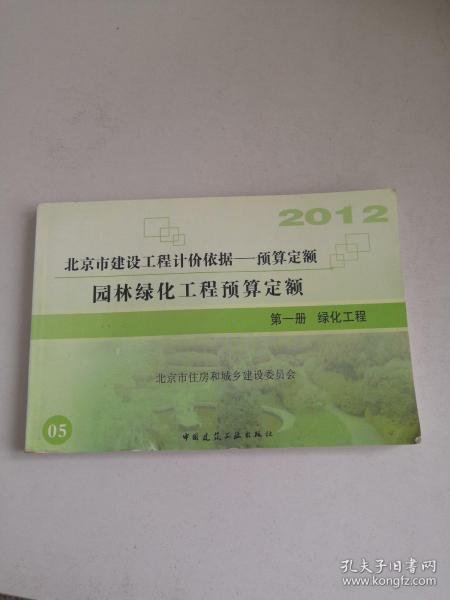 2012
北京市建设工程计价依据——预算定额
园林绿化工程预算定额
第一册 绿化工程
北京市住房和城乡建设委员会
05
中国建筑工业出版社
孔夫子旧书网
www.kongfz.com